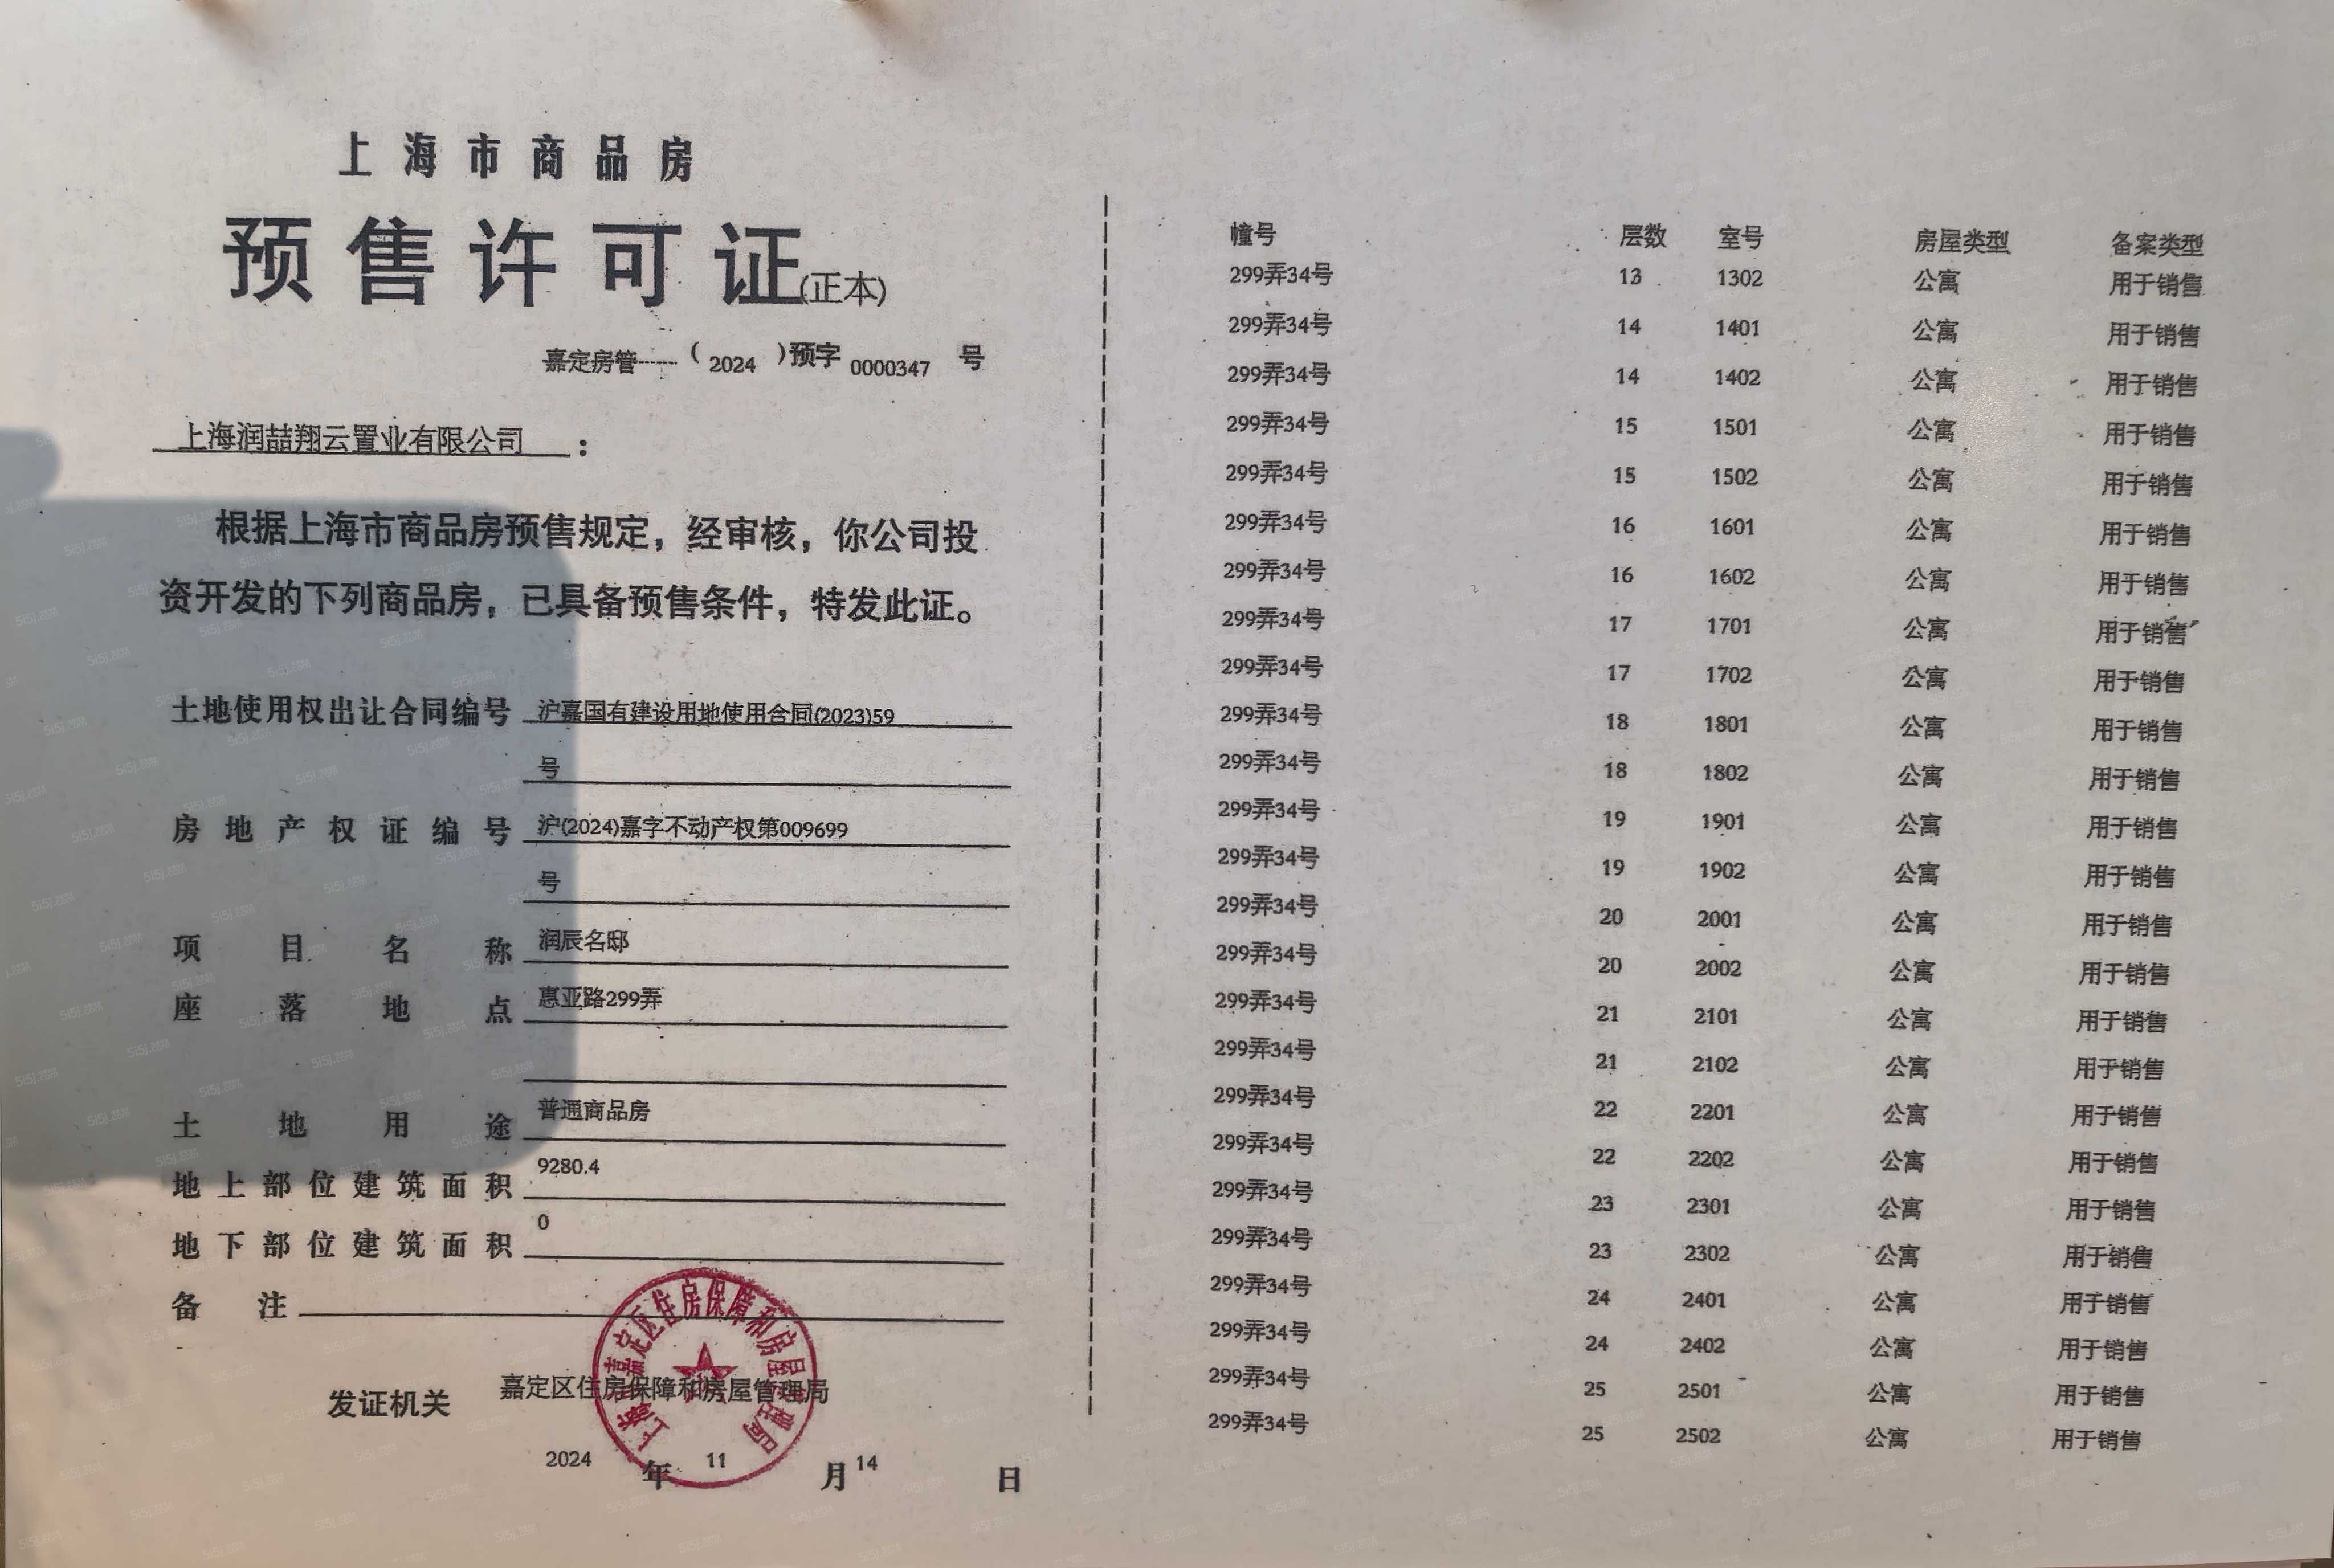 上海市商品房
预售许可证(正本)
嘉定房管 (2024)预字 0000347 号
上海润喆翔云置业有限公司：
根据上海市商品房预售规定，经审核，你公司投
资开发的下列商品房，已具备预售条件，特发此证。
土地使用权出让合同编号 沪嘉国有建设用地使用合同(2023)59
号
房地产权证编号 沪(2024)嘉字不动产权第009699
号
项目名称 润辰名邸
座落地点 惠亚路299弄
土地用途 普通商品房
地上部位建筑面积 9280.4
地下部位建筑面积 0
备注
发证机关 嘉定区住房保障和房屋管理局
上海市嘉定区住房保障和房屋管理局
2024 年 11 月 14 日
幢号 层数 室号 房屋类型 备案类型
299弄34号 13 1302 公寓 用于销售
299弄34号 14 1401 公寓 用于销售
299弄34号 14 1402 公寓 用于销售
299弄34号 15 1501 公寓 用于销售
299弄34号 15 1502 公寓 用于销售
299弄34号 16 1601 公寓 用于销售
299弄34号 16 1602 公寓 用于销售
299弄34号 17 1701 公寓 用于销售
299弄34号 17 1702 公寓 用于销售
299弄34号 18 1801 公寓 用于销售
299弄34号 18 1802 公寓 用于销售
299弄34号 19 1901 公寓 用于销售
299弄34号 19 1902 公寓 用于销售
299弄34号 20 2001 公寓 用于销售
299弄34号 20 2002 公寓 用于销售
299弄34号 21 2101 公寓 用于销售
299弄34号 21 2102 公寓 用于销售
299弄34号 22 2201 公寓 用于销售
299弄34号 22 2202 公寓 用于销售
299弄34号 23 2301 公寓 用于销售
299弄34号 23 2302 公寓 用于销售
299弄34号 24 2401 公寓 用于销售
299弄34号 24 2402 公寓 用于销售
299弄34号 25 2501 公寓 用于销售
299弄34号 25 2502 公寓 用于销售